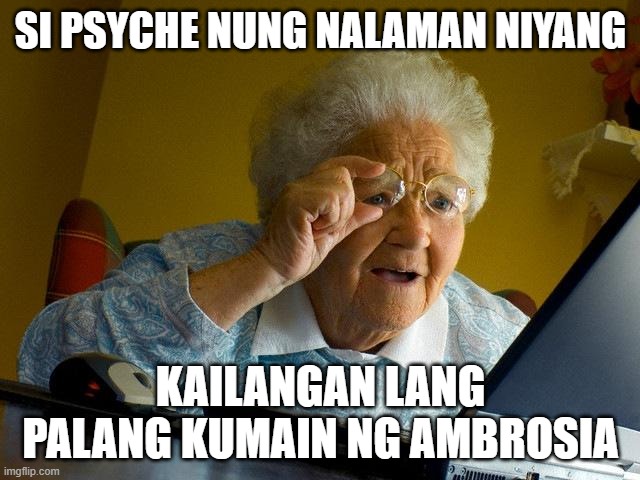 SI PSYCHE NUNG NALAMAN NIYANG
KAILANGAN LANG
PALANG KUMAIN NG AMBROSIA
imgflip.com